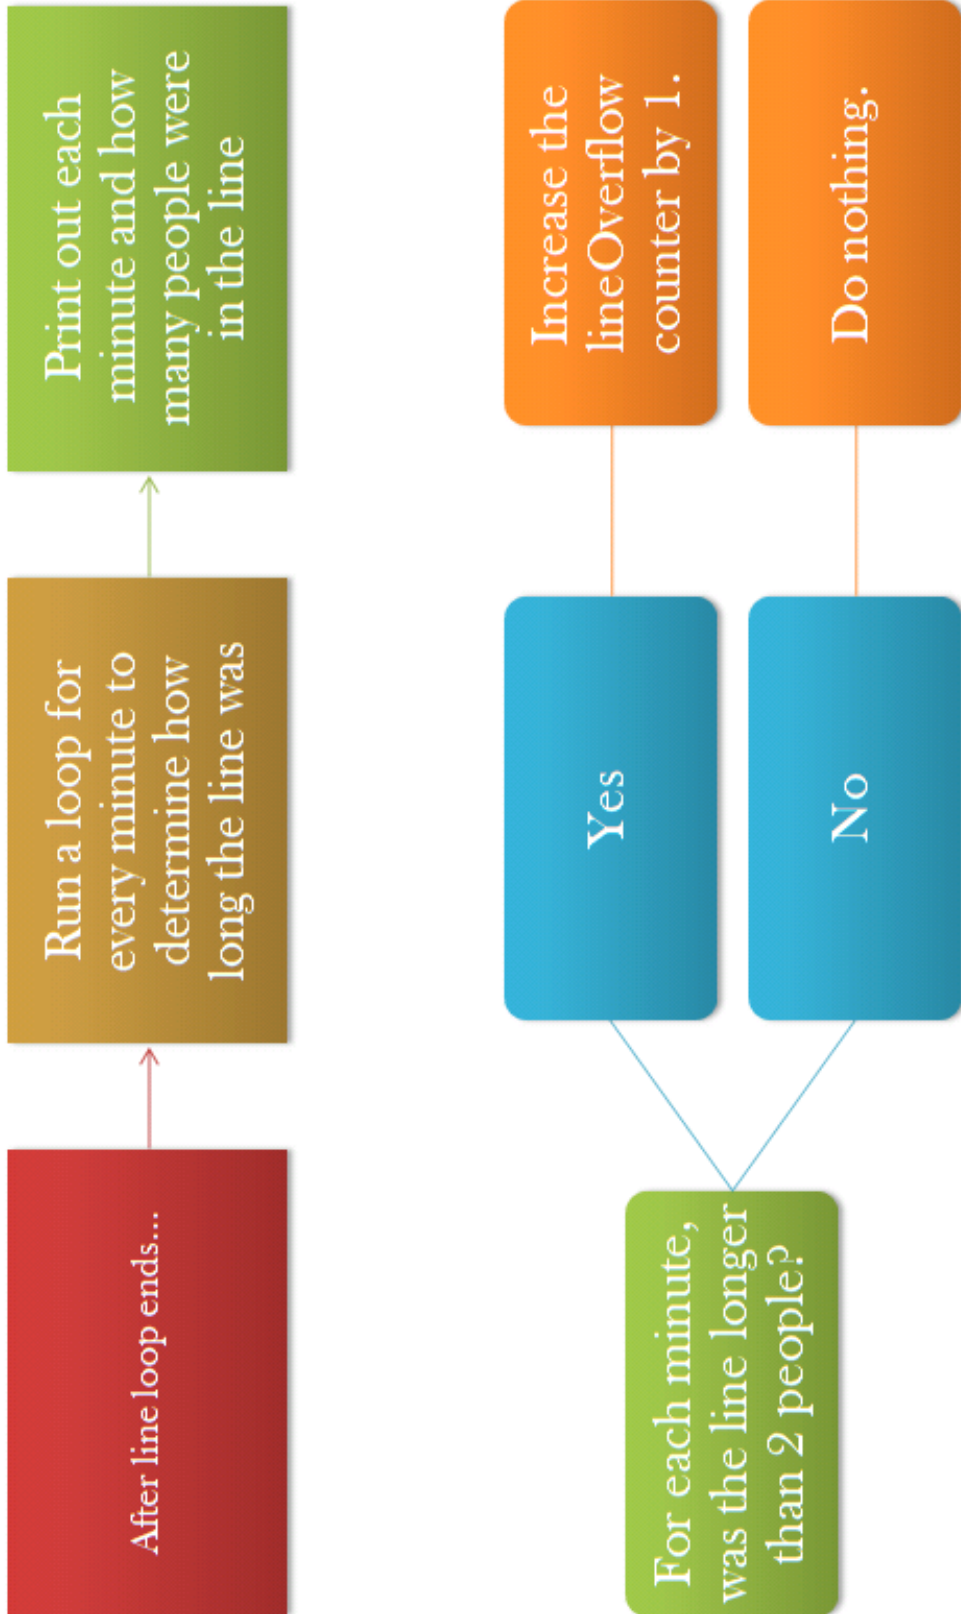 After line loop ends...
Run a loop for
every minute to
determine how
long the line was
Print out each
minute and how
many people were
in the line
For each minute,
was the line longer
than 2 people?
Yes
Increase the
lineOverflow
counter by 1.
No
Do nothing.